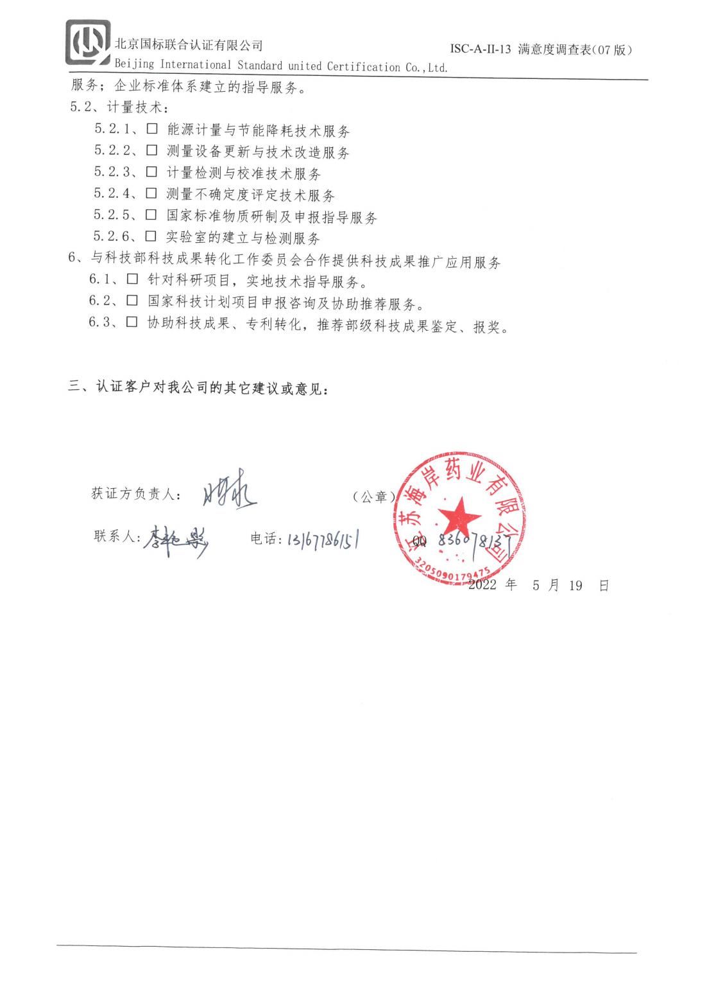 北京国标联合认证有限公司
ISC-A-II-13 满意度调查表(07 版)
Beijing International Standard united Certification Co.,Ltd.
服务；企业标准体系建立的指导服务。
5.2、计量技术：
5.2.1、□ 能源计量与节能降耗技术服务
5.2.2、□ 测量设备更新与技术改造服务
5.2.3、□ 计量检测与校准技术服务
5.2.4、□ 测量不确定度评定技术服务
5.2.5、□ 国家标准物质研制及申报指导服务
5.2.6、□ 实验室的建立与检测服务
6、与科技部科技成果转化工作委员会合作提供科技成果推广应用服务
6.1、□ 针对科研项目，实地技术指导服务。
6.2、□ 国家科技计划项目申报咨询及协助推荐服务。
6.3、□ 协助科技成果、专利转化，推荐部级科技成果鉴定、报奖。
三、认证客户对我公司的其它建议或意见：
获证方负责人：
（公章）
江苏海岸药业有限公司
联系人：李艳影 电话：13167786151 QQ 836078137
3205090179475
2022 年 5 月 19 日